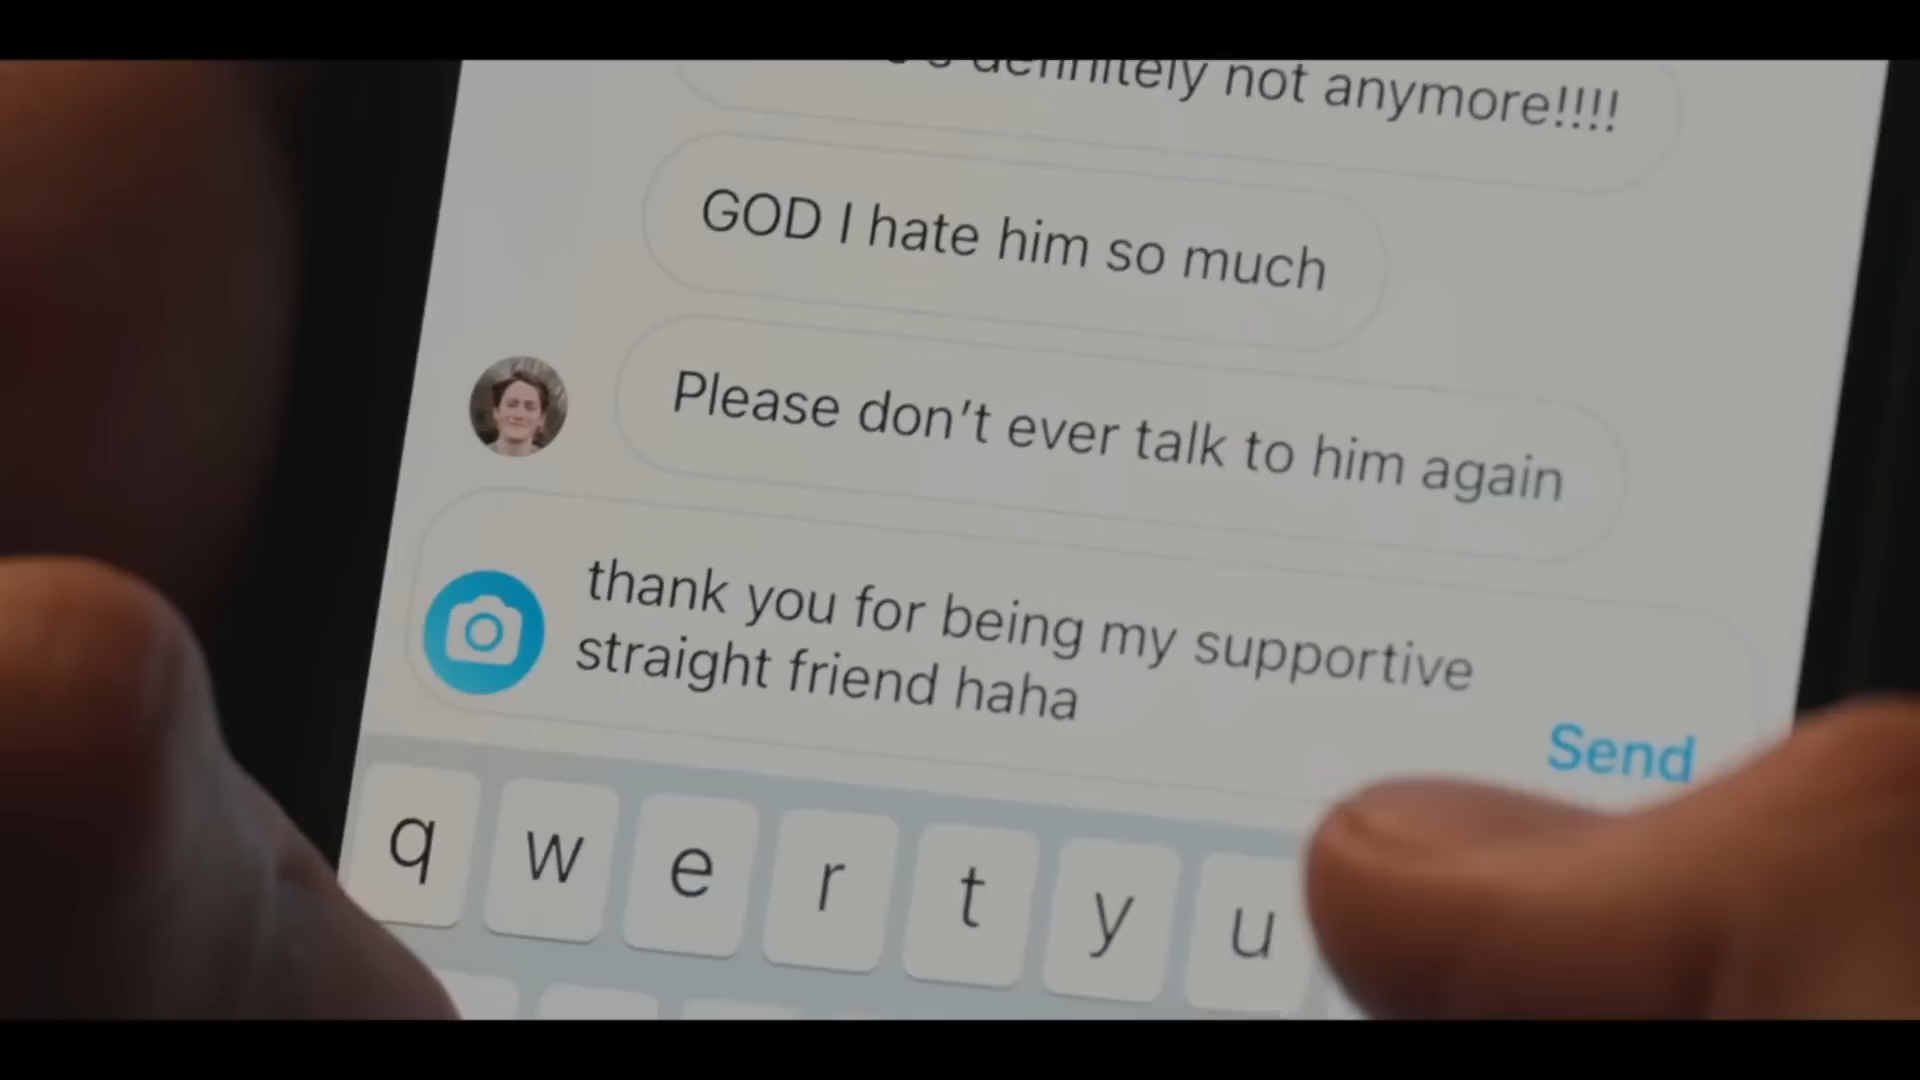 definitely not anymore!!!!
GOD I hate him so much
Please don't ever talk to him again
thank you for being my supportive
straight friend haha
Send
q w e r t y u